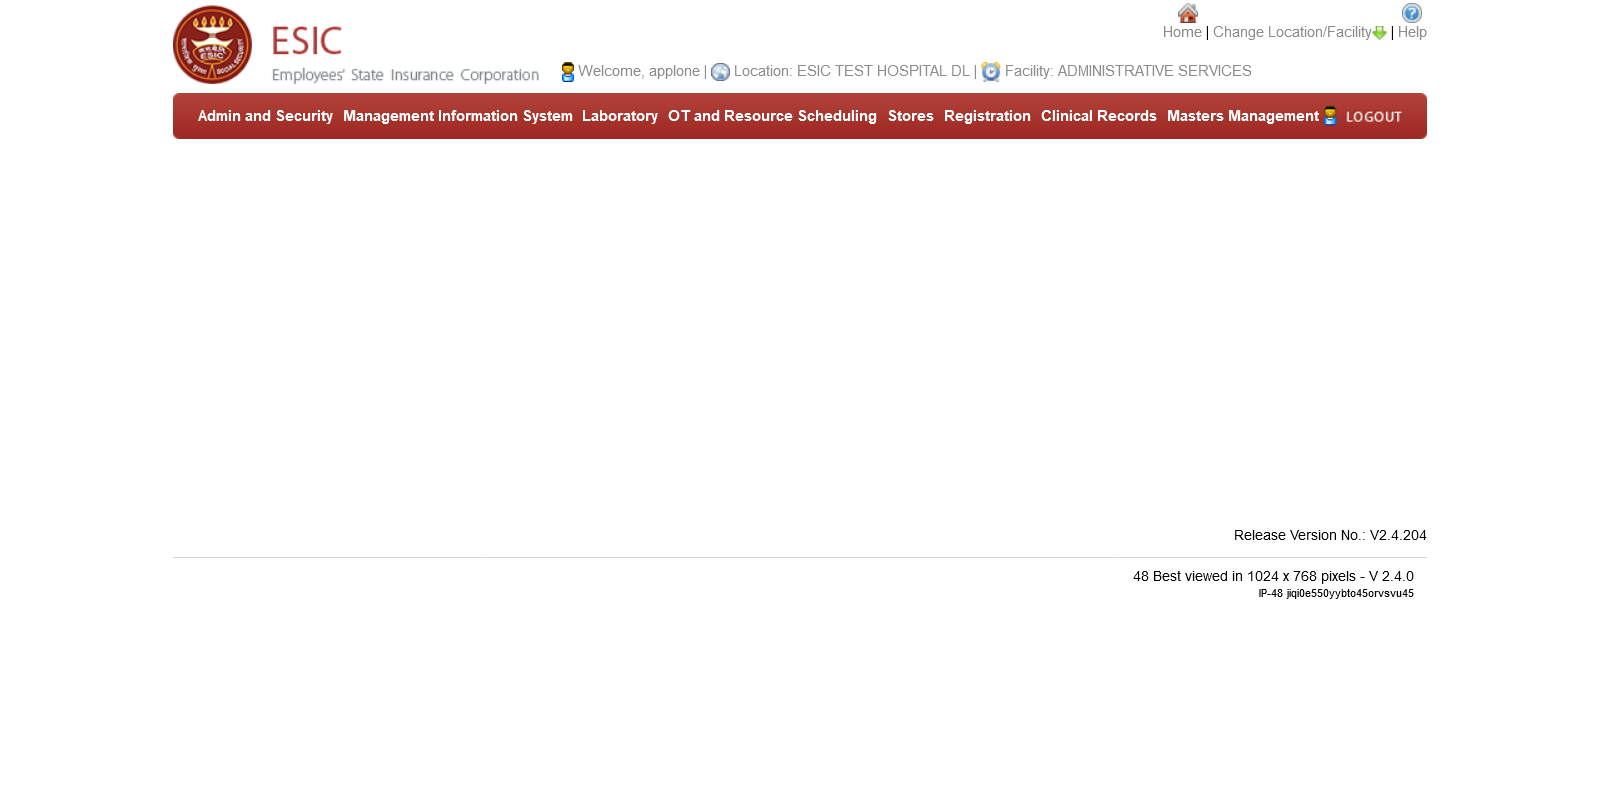 Home | Change Location/Facility | Help
ESIC
Employees' State Insurance Corporation
Welcome, applone | Location: ESIC TEST HOSPITAL DL | Facility: ADMINISTRATIVE SERVICES
Admin and Security Management Information System Laboratory OT and Resource Scheduling Stores Registration Clinical Records Masters Management LOGOUT
Release Version No.: V2.4.204
48 Best viewed in 1024 x 768 pixels - V 2.4.0
IP-48 jiqi0e550yybto45orvsvu45